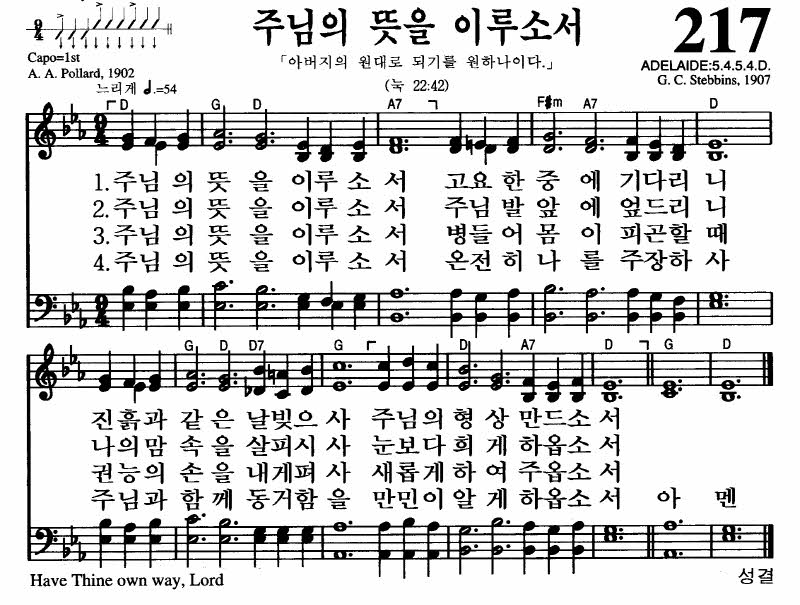 9/4
주님의 뜻을 이루소서 217
Capo=1st 「아버지의 원대로 되기를 원하나이다.」 ADELAIDE:5.4.5.4.D.
A. A. Pollard, 1902 (눅 22:42) G. C. Stebbins, 1907
느리게 ♩.=54
D G D A7 F#m A7 D
9/4
1.주님의 뜻을 이루소서 고요한 중에 기다리니
2.주님의 뜻을 이루소서 주님 발 앞에 엎드리니
3.주님의 뜻을 이루소서 병들어 몸이 피곤할 때
4.주님의 뜻을 이루소서 온전히 나를 주장하사
9/4
G D D7 G D A7 D G D
진흙과 같은 날빚으사 주님의 형상 만드소서
나의맘 속을 살피시사 눈보다 희게 하옵소서
권능의 손을 내게펴사 새롭게 하여 주옵소서
주님과 함께 동거함을 만민이 알게 하옵소서 아멘
Have Thine own way, Lord 성결